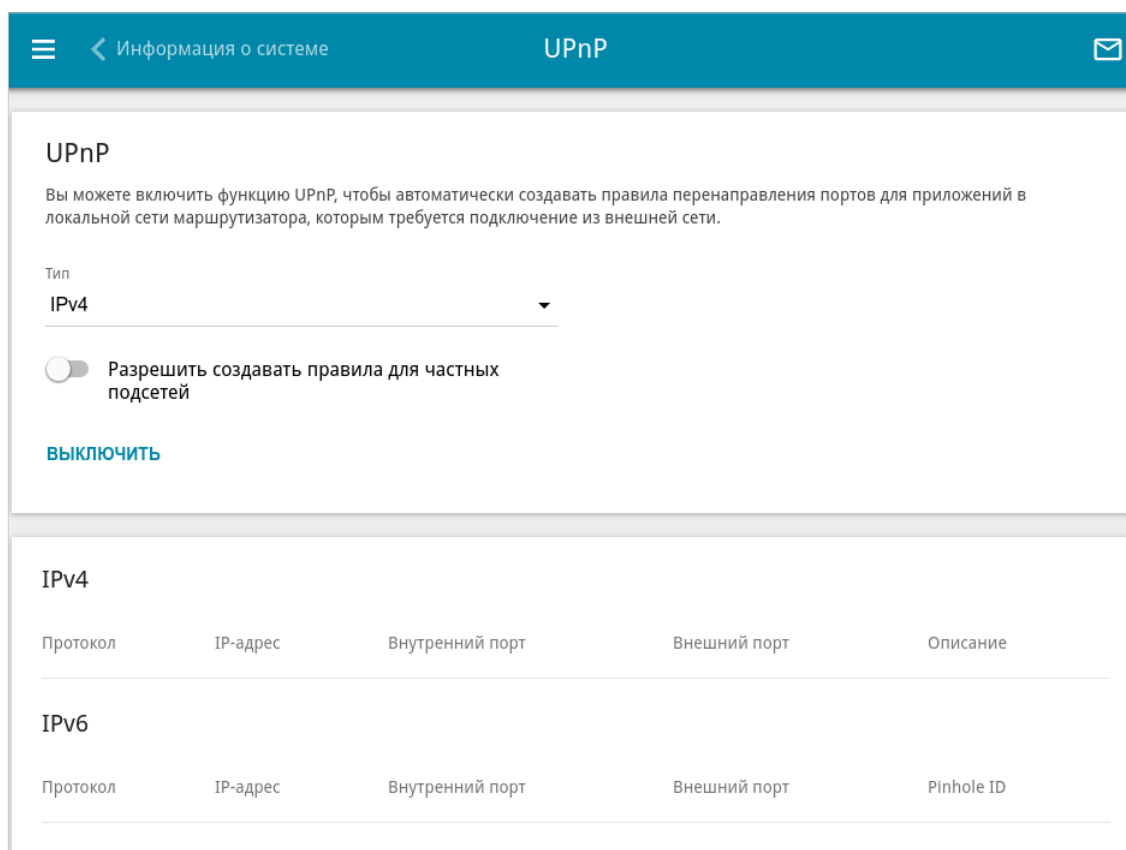 Информация о системе UPnP
UPnP
Вы можете включить функцию UPnP, чтобы автоматически создавать правила перенаправления портов для приложений в
локальной сети маршрутизатора, которым требуется подключение из внешней сети.
Тип
IPv4
Разрешить создавать правила для частных
подсетей
ВЫКЛЮЧИТЬ
IPv4
Протокол IP-адрес Внутренний порт Внешний порт Описание
IPv6
Протокол IP-адрес Внутренний порт Внешний порт Pinhole ID